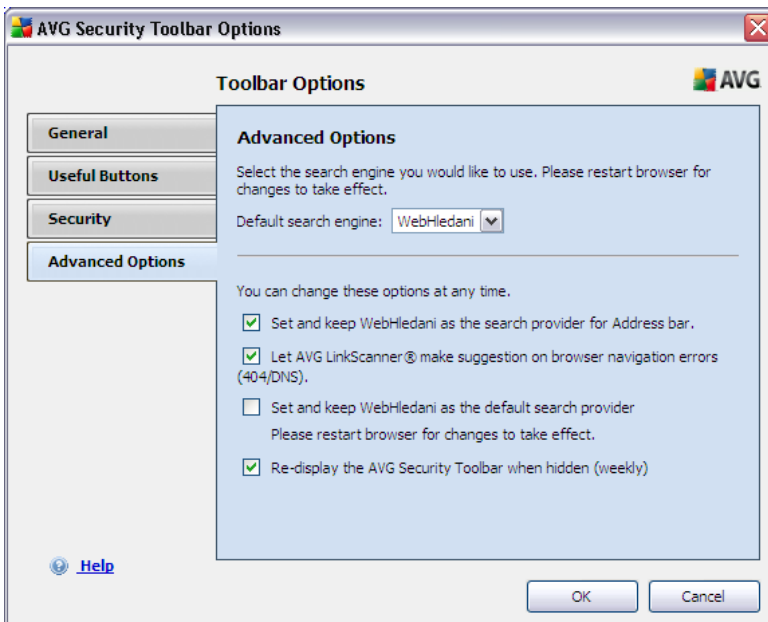 AVG Security Toolbar Options
Toolbar Options
AVG
General
Useful Buttons
Security
Advanced Options
Advanced Options
Select the search engine you would like to use. Please restart browser for
changes to take effect.
Default search engine: WebHledani
You can change these options at any time.
Set and keep WebHledani as the search provider for Address bar.
Let AVG LinkScanner® make suggestion on browser navigation errors
(404/DNS).
Set and keep WebHledani as the default search provider
Please restart browser for changes to take effect.
Re-display the AVG Security Toolbar when hidden (weekly)
Help
OK Cancel